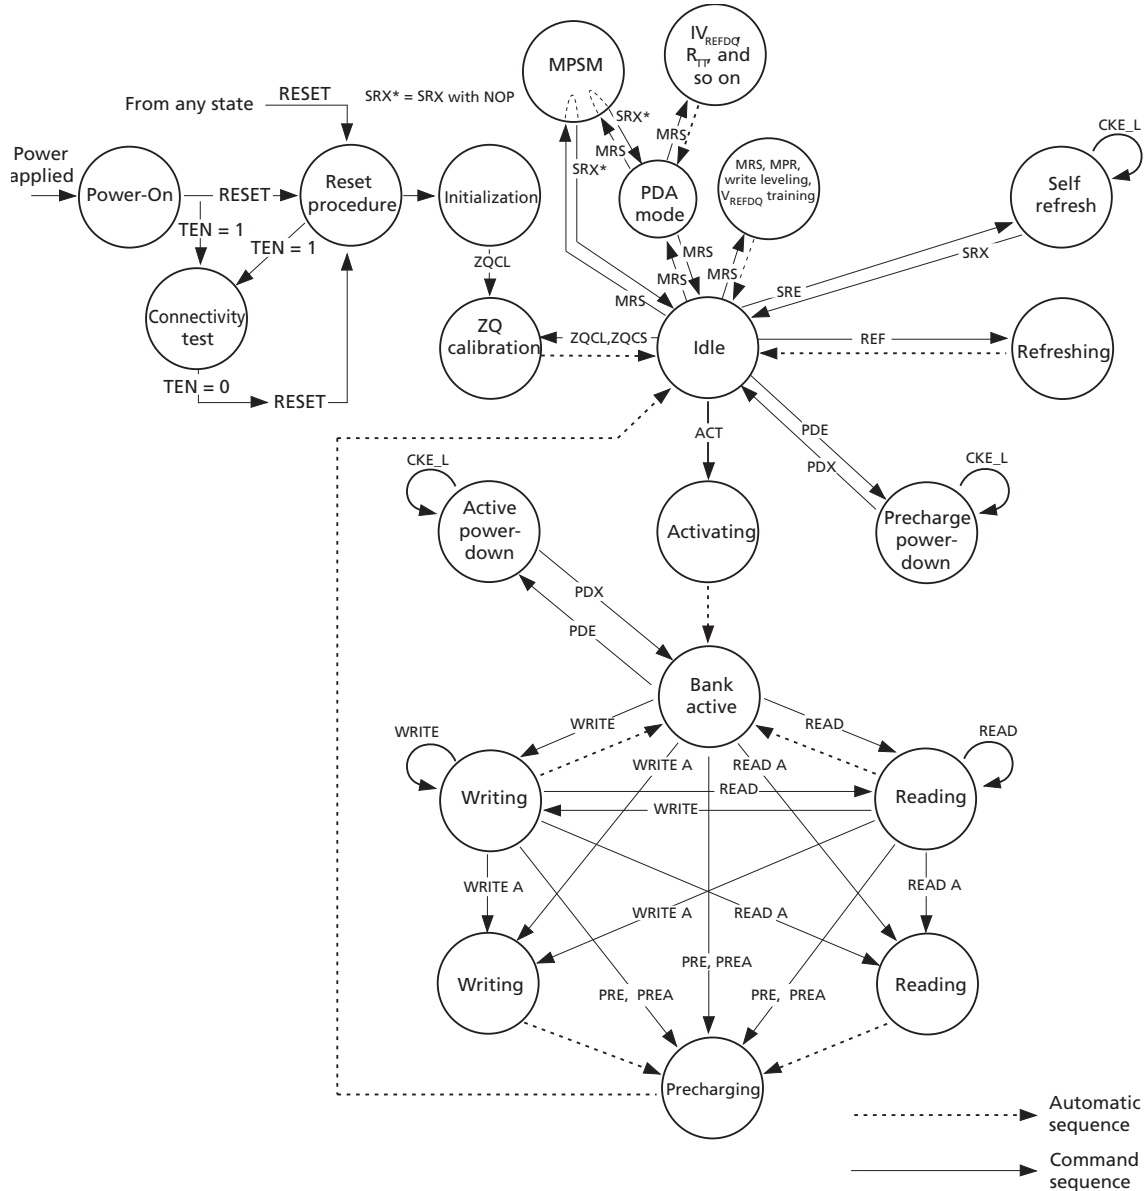 MPSM
IV REFDQ,
R TT, and
so on
From any state
RESET
SRX* = SRX with NOP
SRX*
MRS
MRS
CKE_L
Power
applied
Power-On
RESET
Reset
procedure
Initialization
SRX*
PDA
mode
MRS, MPR,
write leveling,
V REFDQ training
Self
refresh
TEN = 1
TEN = 1
ZQCL
MRS
MRS
MRS
MRS
SRE
SRX
Connectivity
test
ZQ
calibration
ZQCL,ZQCS
Idle
REF
Refreshing
TEN = 0
RESET
ACT
PDE
PDX
CKE_L
CKE_L
Active
power-
down
Activating
Precharge
power-
down
PDX
PDE
Bank
active
WRITE
WRITE
READ
READ
WRITE A
READ A
Writing
READ
WRITE
Reading
WRITE A
READ A
WRITE A
READ A
Writing
PRE, PREA
Reading
PRE, PREA
PRE, PREA
Precharging
Automatic
sequence
Command
sequence